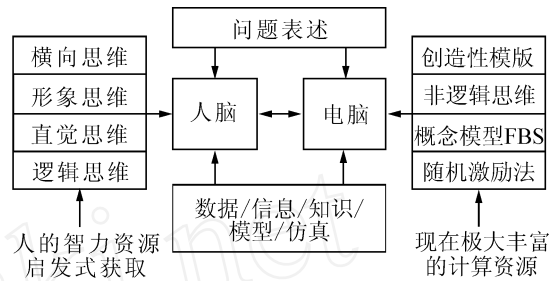 问题表述
横向思维
形象思维
直觉思维
逻辑思维
人脑
电脑
创造性模版
非逻辑思维
概念模型FBS
随机激励法
数据/信息/知识/
模型/仿真
人的智力资源
启发式获取
现在极大丰富
的计算资源